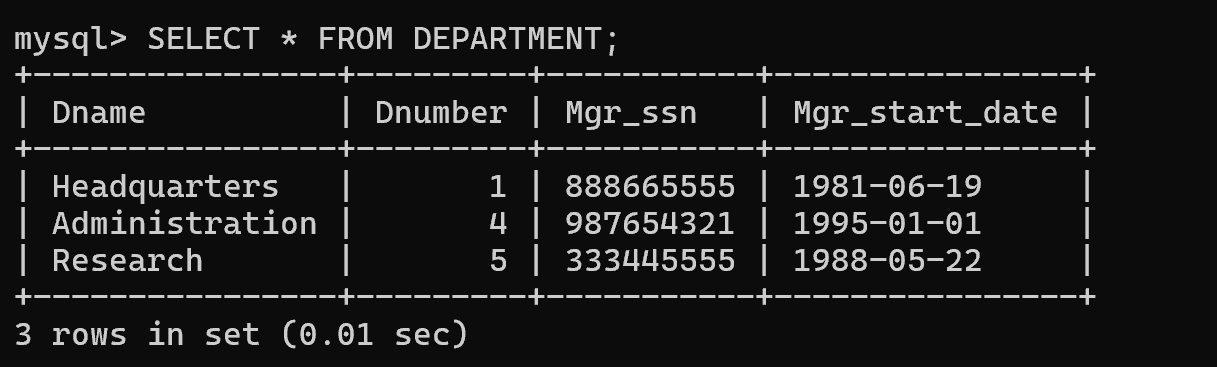 mysql> SELECT * FROM DEPARTMENT;
+----------------+---------+-----------+----------------+
| Dname          | Dnumber | Mgr_ssn   | Mgr_start_date |
+----------------+---------+-----------+----------------+
| Headquarters   |       1 | 888665555 | 1981-06-19     |
| Administration |       4 | 987654321 | 1995-01-01     |
| Research       |       5 | 333445555 | 1988-05-22     |
+----------------+---------+-----------+----------------+
3 rows in set (0.01 sec)